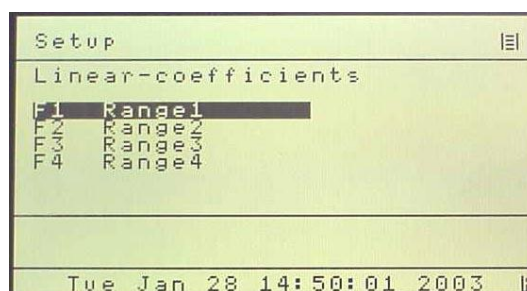 Setup
Linear-coefficients
F1 Range1
F2 Range2
F3 Range3
F4 Range4
Tue Jan 28 14:50:01 2003